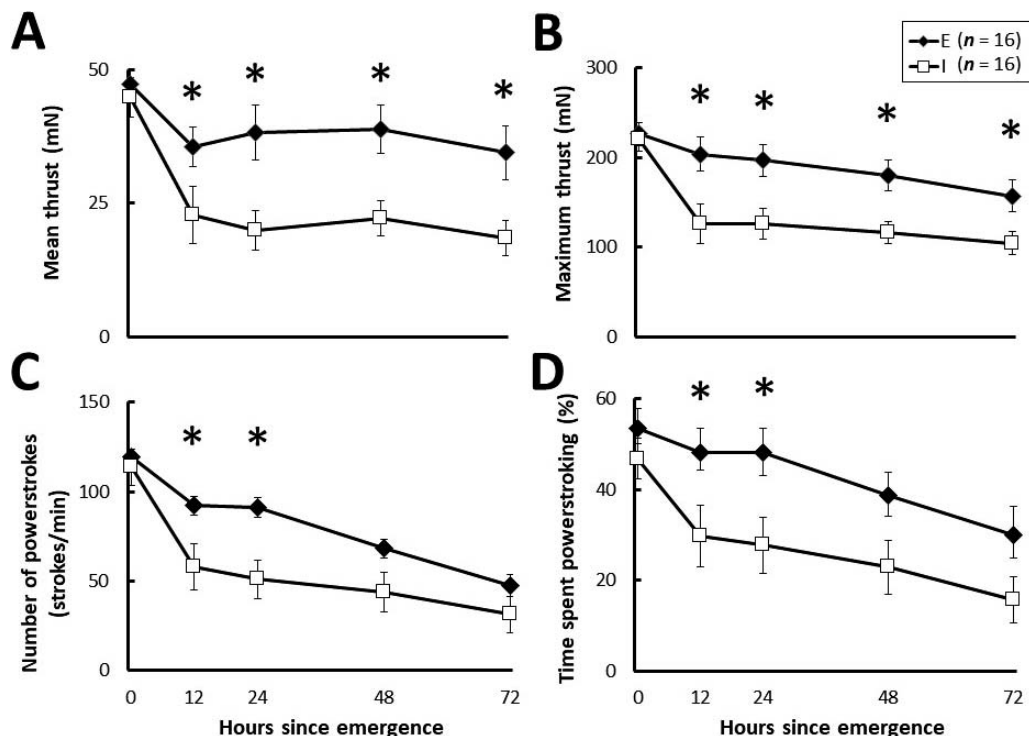 A
Mean thrust (mN)
50
25
0
*
*
*
*
B
E (n = 16)
I (n = 16)
Maximum thrust (mN)
300
200
100
0
*
*
*
*
C
Number of powerstrokes
(strokes/min)
150
100
50
0
*
*
0 12 24 48 72
Hours since emergence
D
Time spent powerstroking (%)
60
40
20
0
*
*
0 12 24 48 72
Hours since emergence